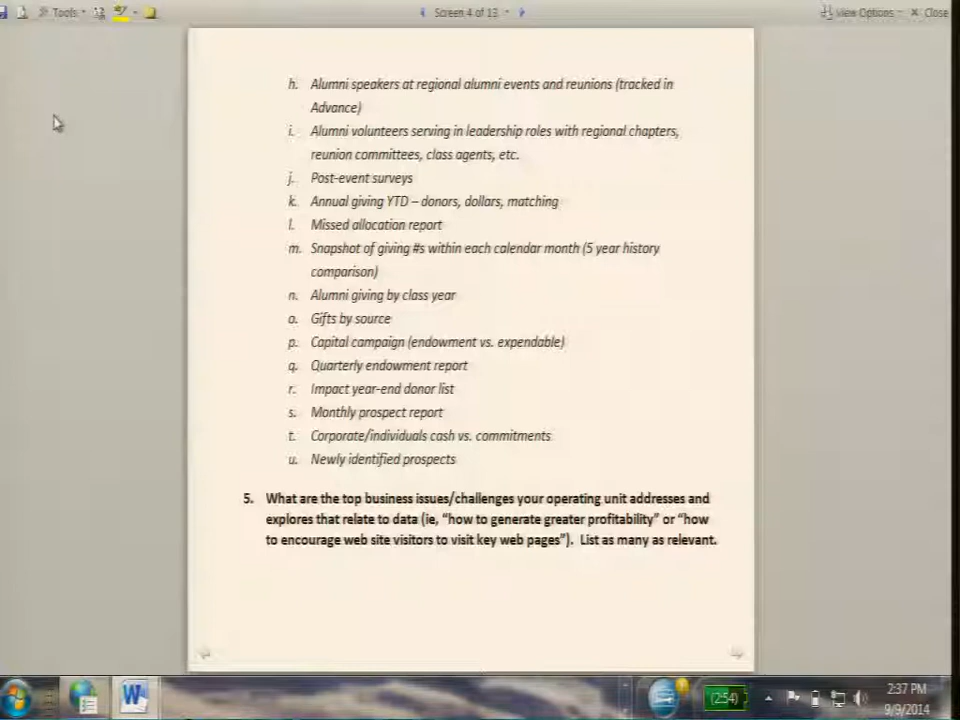 Tools
Screen 4 of 13
View Options
Close
h. Alumni speakers at regional alumni events and reunions (tracked in
Advance)
i. Alumni volunteers serving in leadership roles with regional chapters,
reunion committees, class agents, etc.
j. Post-event surveys
k. Annual giving YTD – donors, dollars, matching
l. Missed allocation report
m. Snapshot of giving #s within each calendar month (5 year history
comparison)
n. Alumni giving by class year
o. Gifts by source
p. Capital campaign (endowment vs. expendable)
q. Quarterly endowment report
r. Impact year-end donor list
s. Monthly prospect report
t. Corporate/individuals cash vs. commitments
u. Newly identified prospects
5. What are the top business issues/challenges your operating unit addresses and
explores that relate to data (ie, “how to generate greater profitability” or “how
to encourage web site visitors to visit key web pages”). List as many as relevant.
(2:54)
2:37 PM
9/9/2014